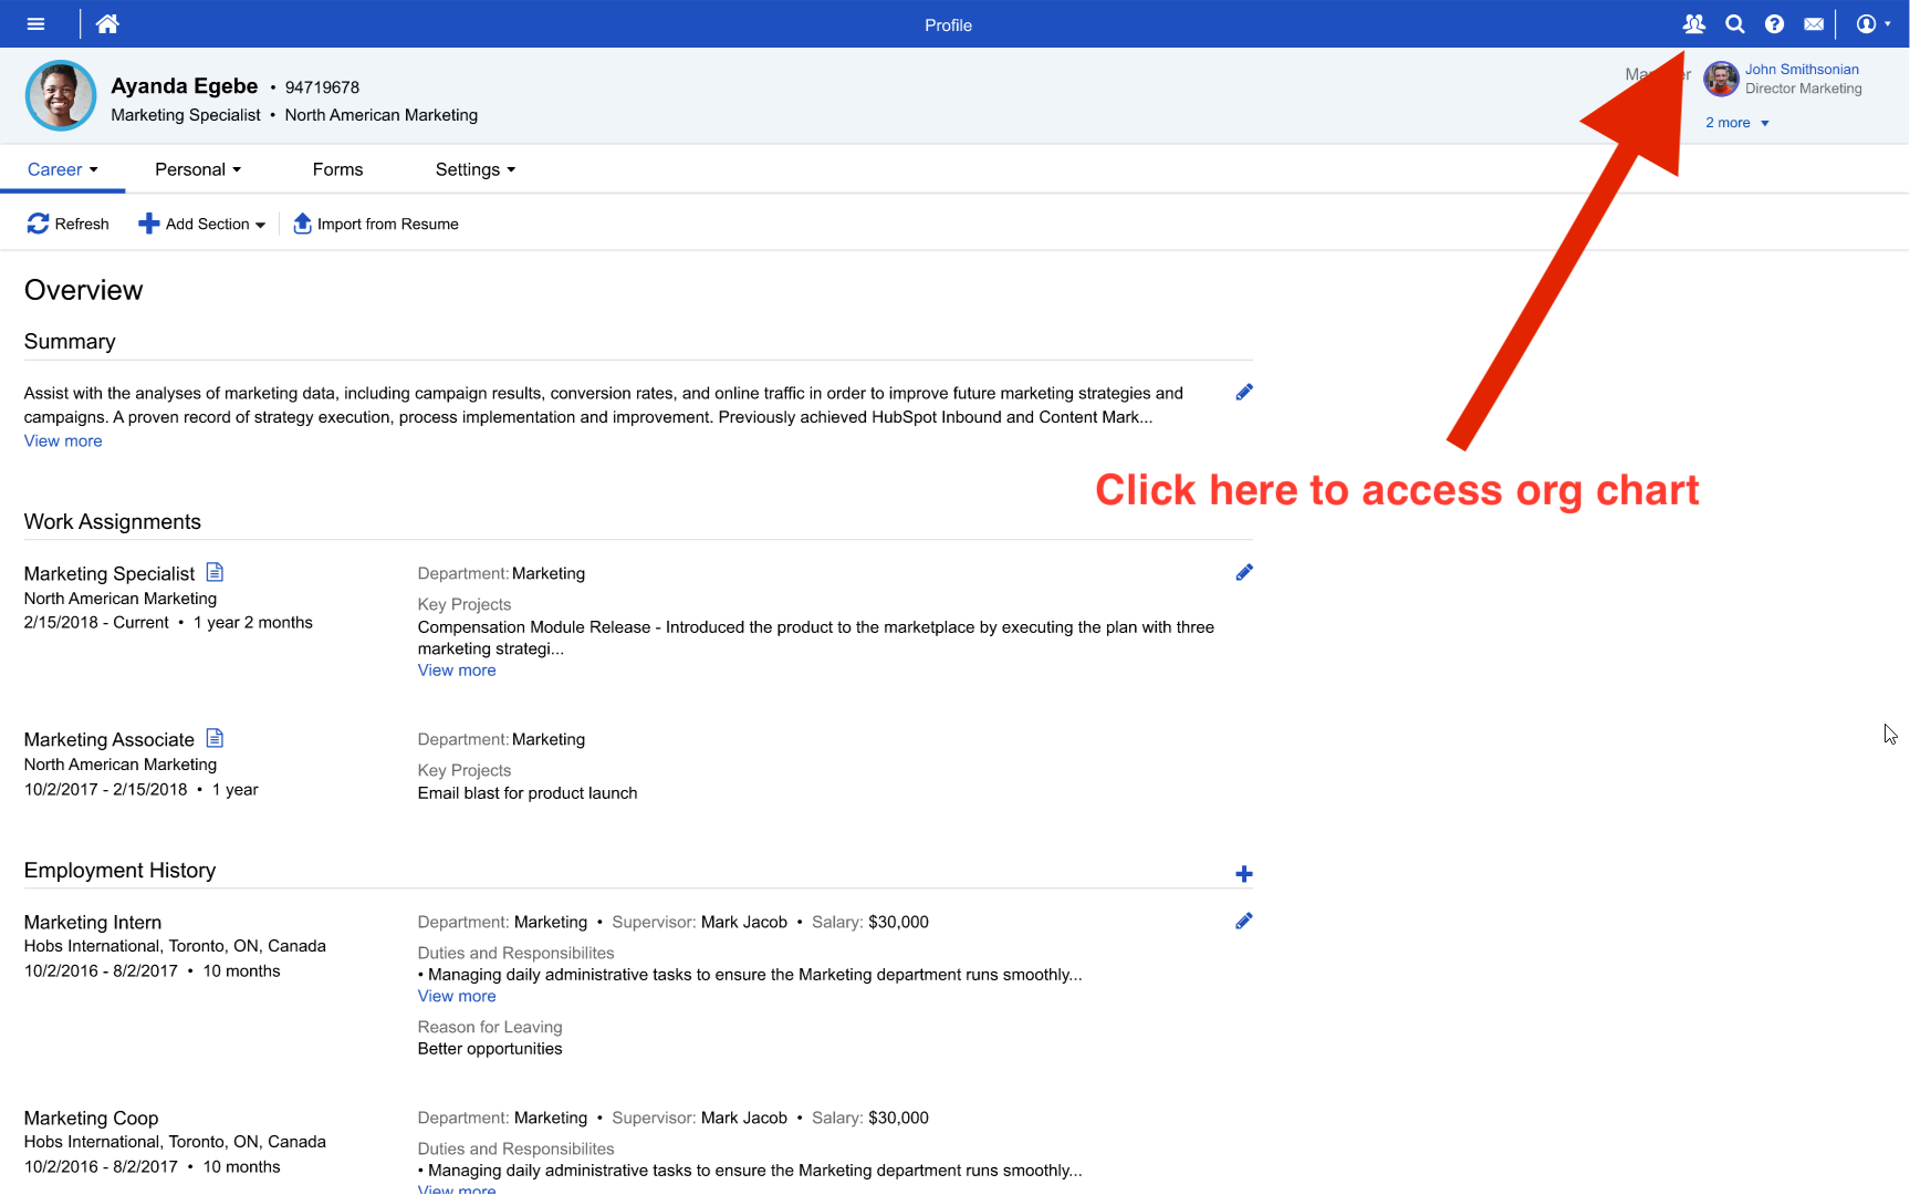 Profile
Ayanda Egebe • 94719678
Marketing Specialist • North American Marketing
John Smithsonian
Director Marketing
2 more
Career
Personal
Forms
Settings
Refresh
Add Section
Import from Resume
Overview
Summary
Assist with the analyses of marketing data, including campaign results, conversion rates, and online traffic in order to improve future marketing strategies and
campaigns. A proven record of strategy execution, process implementation and improvement. Previously achieved HubSpot Inbound and Content Mark...
View more
Click here to access org chart
Work Assignments
Marketing Specialist
North American Marketing
2/15/2018 - Current • 1 year 2 months
Department: Marketing
Key Projects
Compensation Module Release - Introduced the product to the marketplace by executing the plan with three
marketing strategi...
View more
Marketing Associate
North American Marketing
10/2/2017 - 2/15/2018 • 1 year
Department: Marketing
Key Projects
Email blast for product launch
Employment History
Marketing Intern
Hobs International, Toronto, ON, Canada
10/2/2016 - 8/2/2017 • 10 months
Department: Marketing • Supervisor: Mark Jacob • Salary: $30,000
Duties and Responsibilites
• Managing daily administrative tasks to ensure the Marketing department runs smoothly...
View more
Reason for Leaving
Better opportunities
Marketing Coop
Hobs International, Toronto, ON, Canada
10/2/2016 - 8/2/2017 • 10 months
Department: Marketing • Supervisor: Mark Jacob • Salary: $30,000
Duties and Responsibilites
• Managing daily administrative tasks to ensure the Marketing department runs smoothly...
View more